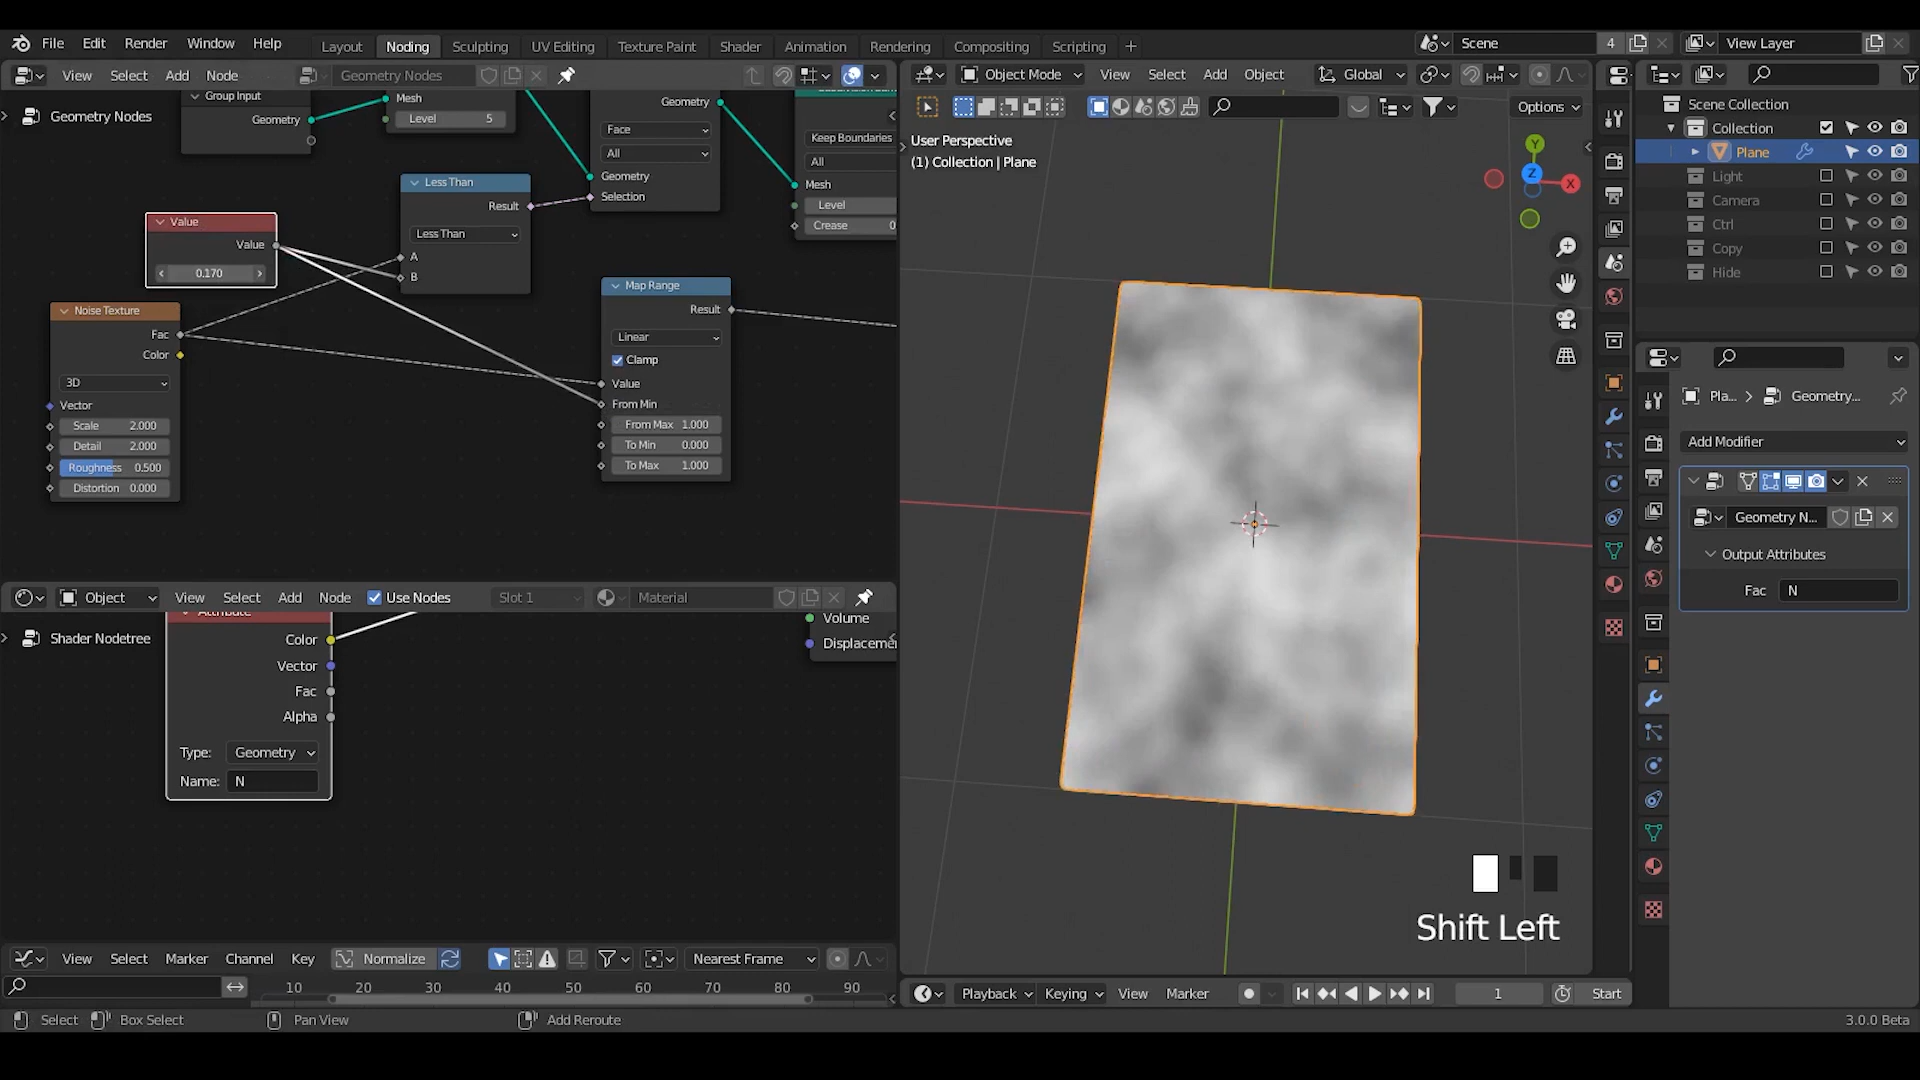 File Edit Render Window Help Layout Noding Sculpting UV Editing Texture Paint Shader Animation Rendering Compositing Scripting + Scene 4 View Layer
View Select Add Node Geometry Nodes
Object Mode View Select Add Object Global
Options
Geometry Nodes
Group Input
Geometry
Mesh
Level 5
Geometry
Face
All
Geometry
Selection
Keep Boundaries
All
Mesh
Level
Crease 0
Less Than
Result
Less Than
A
B
Value
Value
0.170
Noise Texture
Fac
Color
3D
Vector
Scale 2.000
Detail 2.000
Roughness 0.500
Distortion 0.000
Map Range
Result
Linear
Clamp
Value
From Min
From Max 1.000
To Min 0.000
To Max 1.000
User Perspective
(1) Collection | Plane
Y
Z
X
Shift Left
Scene Collection
Collection
Plane
Light
Camera
Ctrl
Copy
Hide
Pla... > Geometry...
Add Modifier
Geometry N...
Output Attributes
Fac N
Object View Select Add Node Use Nodes Slot 1 Material
Shader Nodetree
Attribute
Color
Vector
Fac
Alpha
Type: Geometry
Name: N
Volume
Displaceme
View Select Marker Channel Key Normalize Nearest Frame
10 20 30 40 50 60 70 80 90
Playback Keying View Marker 1 Start
Select Box Select Pan View Add Reroute 3.0.0 Beta